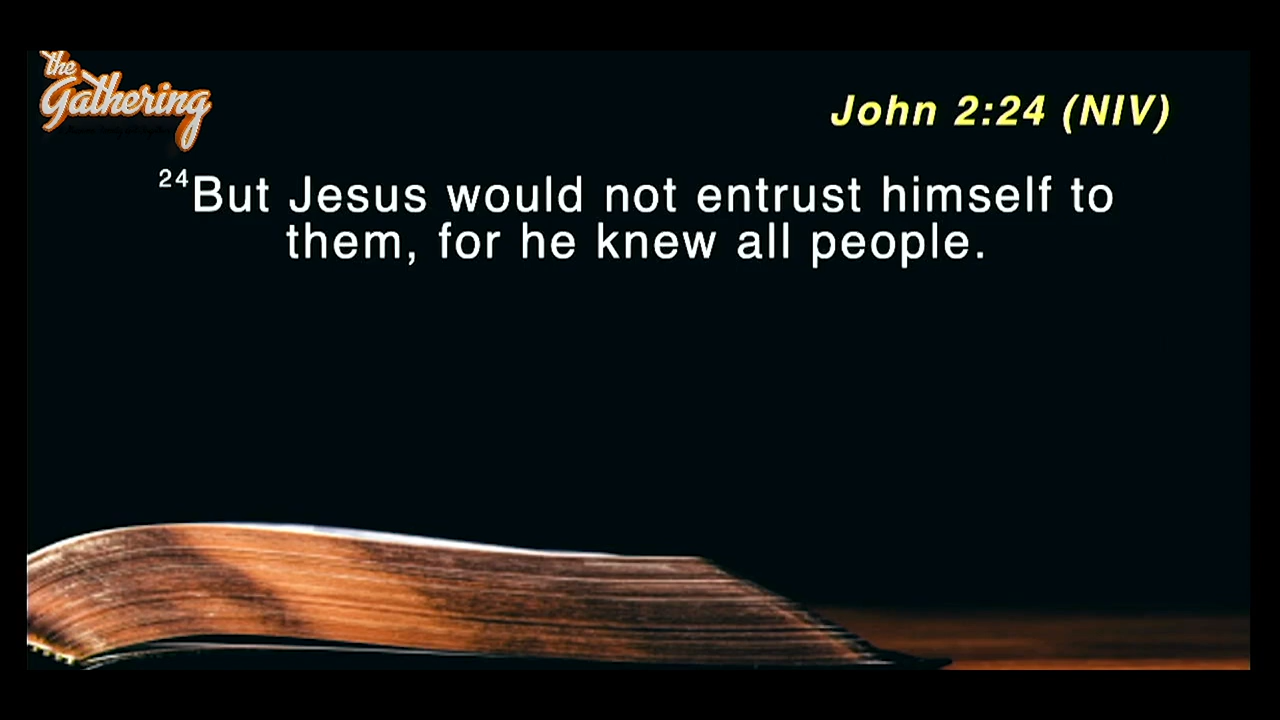 the
Gathering
John 2:24 (NIV)
24But Jesus would not entrust himself to
them, for he knew all people.